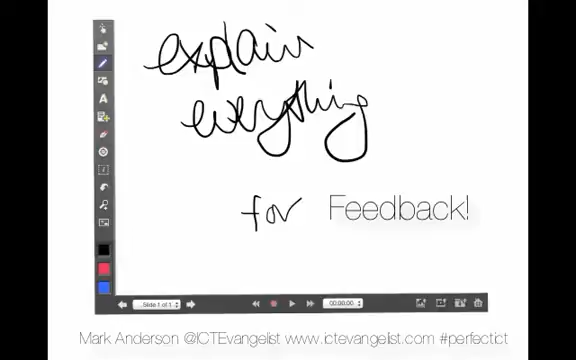 explain
everything
for Feedback!
A
Slide 1 of 1
00:00:00
Mark Anderson @ICTEvangelist www.ictevangelist.com #perfectict